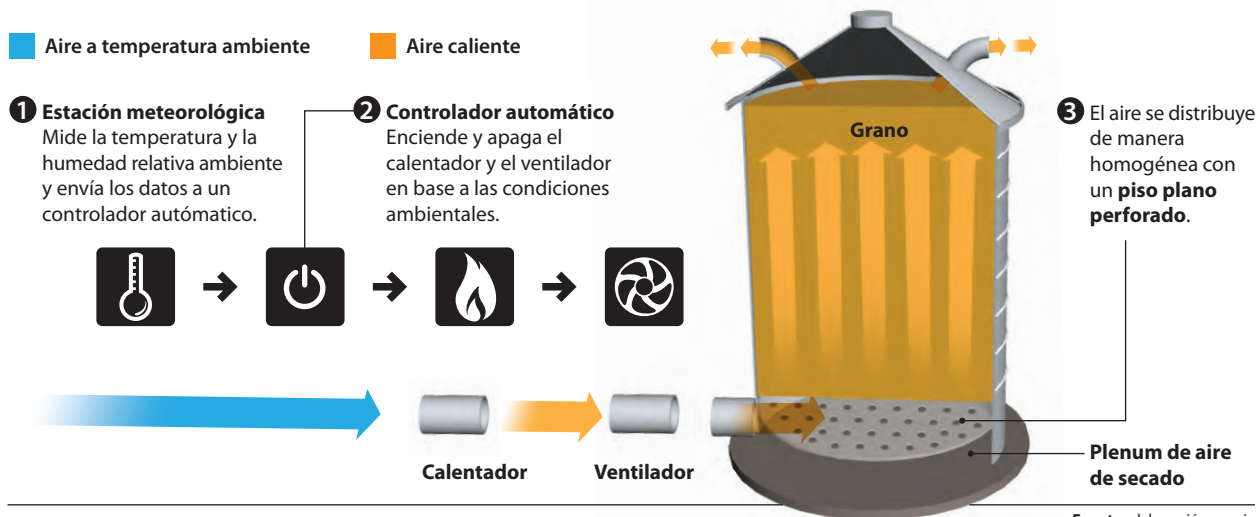 Aire a temperatura ambiente
Aire caliente
1 Estación meteorológica
Mide la temperatura y la
humedad relativa ambiente
y envía los datos a un
controlador autómatico.
2 Controlador automático
Enciende y apaga el
calentador y el ventilador
en base a las condiciones
ambientales.
Grano
3 El aire se distribuye
de manera
homogénea con
un piso plano
perforado.
Calentador
Ventilador
Plenum de aire
de secado